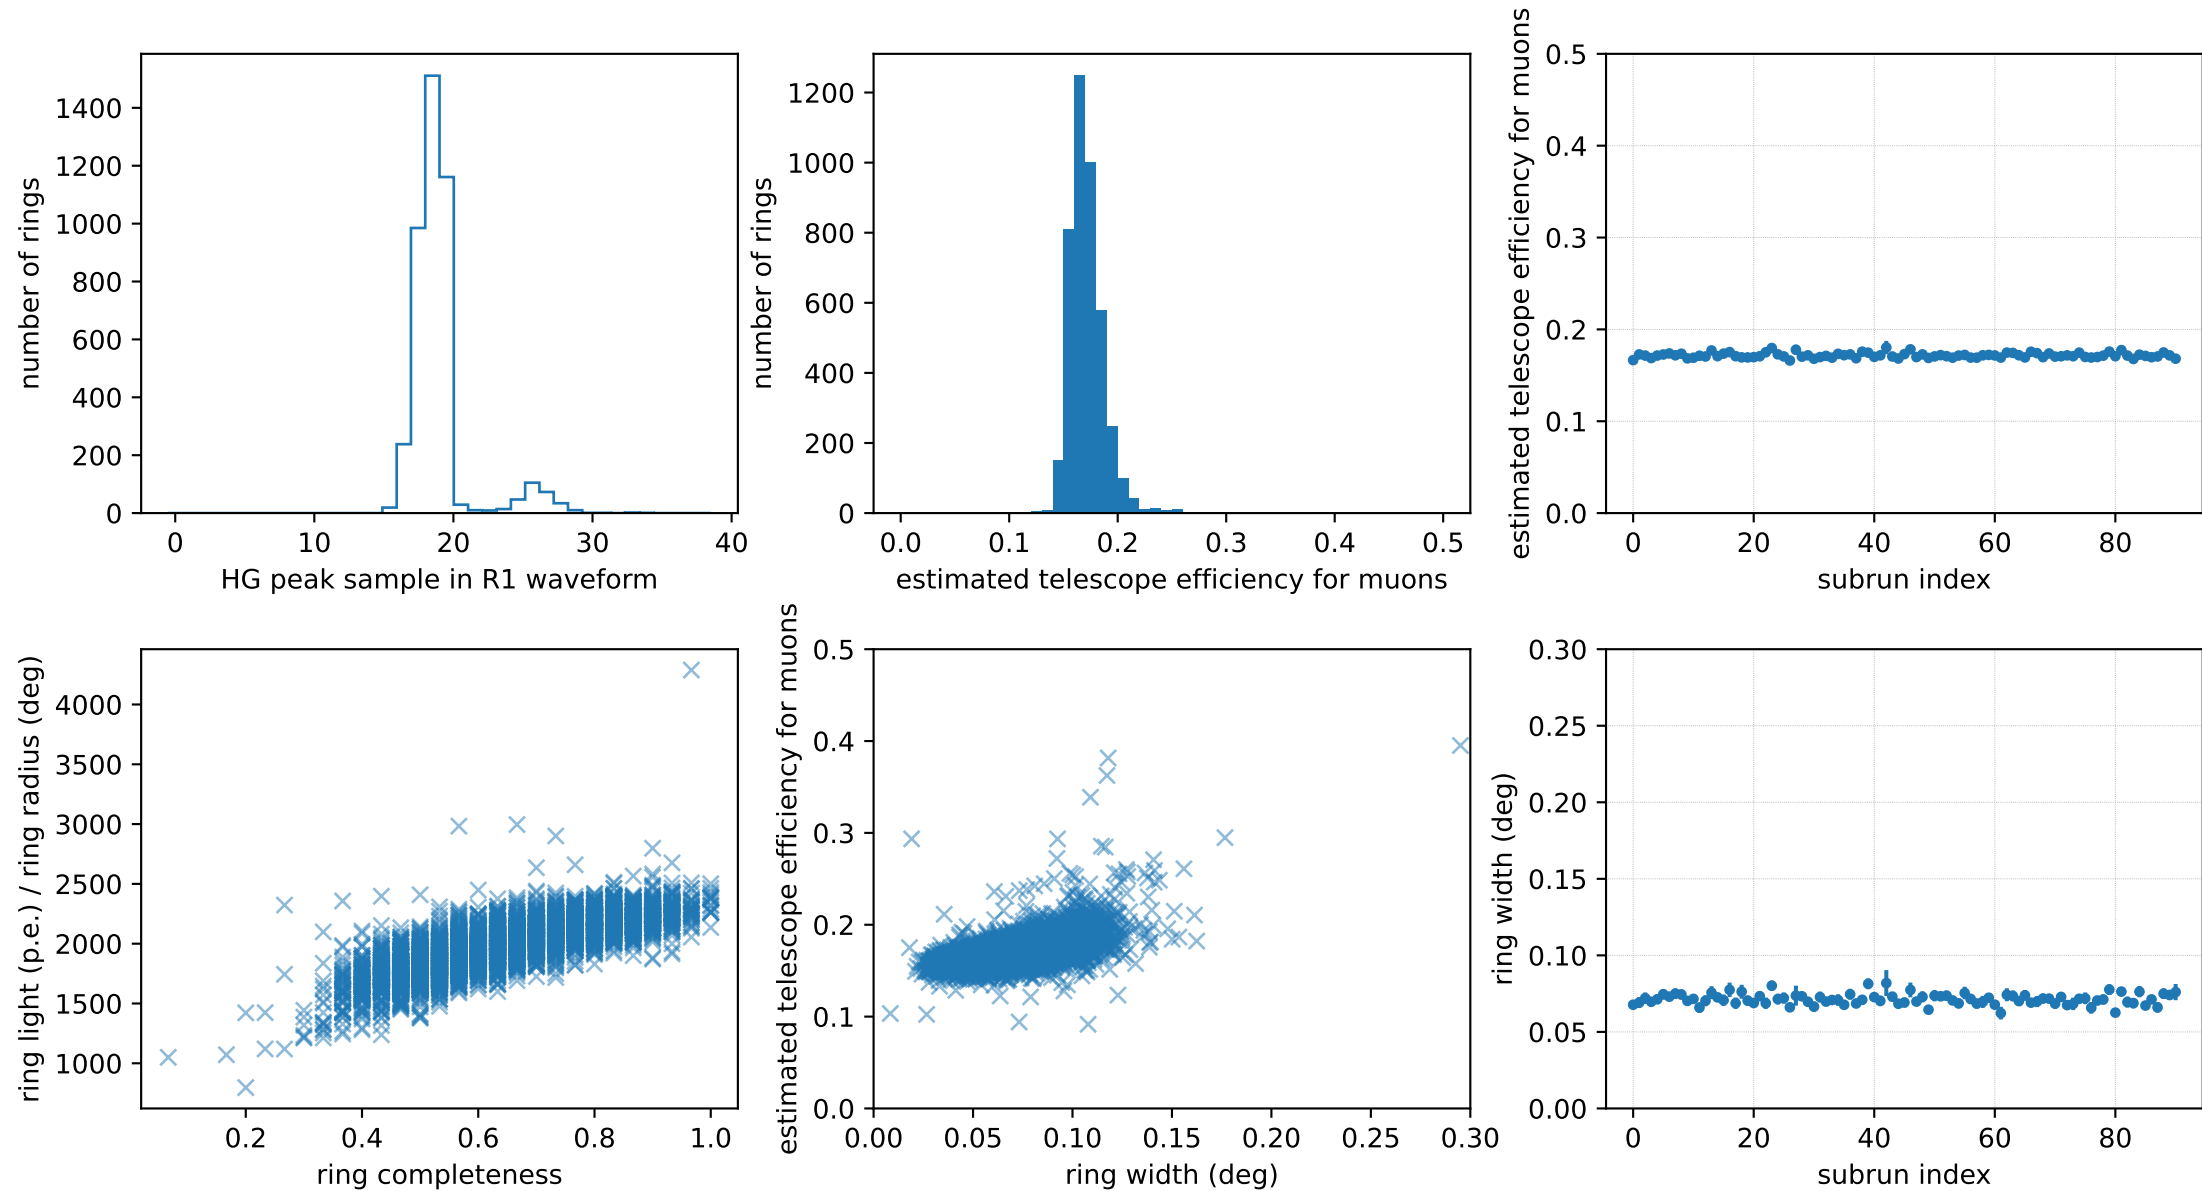 number of rings
1400
1200
1000
800
600
400
200
0
0 10 20 30 40
HG peak sample in R1 waveform
number of rings
1200
1000
800
600
400
200
0
0.0 0.1 0.2 0.3 0.4 0.5
estimated telescope efficiency for muons
estimated telescope efficiency for muons
0.5
0.4
0.3
0.2
0.1
0.0
0 20 40 60 80
subrun index
ring light (p.e.) / ring radius (deg)
4000
3500
3000
2500
2000
1500
1000
0.2 0.4 0.6 0.8 1.0
ring completeness
estimated telescope efficiency for muons
0.5
0.4
0.3
0.2
0.1
0.0
0.00 0.05 0.10 0.15 0.20 0.25 0.30
ring width (deg)
ring width (deg)
0.30
0.25
0.20
0.15
0.10
0.05
0.00
0 20 40 60 80
subrun index